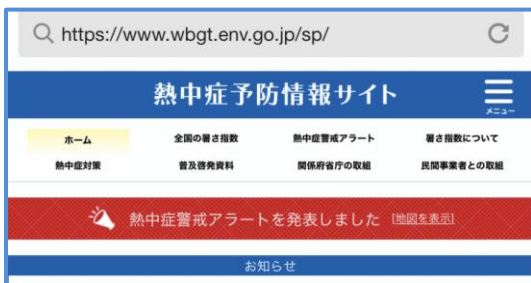 https://www.wbgt.env.go.jp/sp/
熱中症予防情報サイト
メニュー
ホーム 全国の暑さ指数 熱中症警戒アラート 暑さ指数について
熱中症対策 普及啓発資料 関係府省庁の取組 民間事業者との取組
熱中症警戒アラートを発表しました [地図を表示]
お知らせ